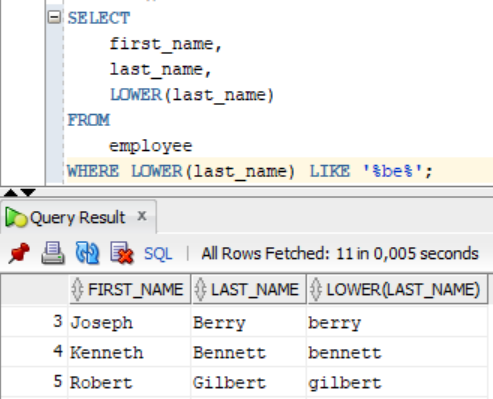 SELECT
first_name,
last_name,
LOWER(last_name)
FROM
employee
WHERE LOWER(last_name) LIKE '%be%';
Query Result x
SQL | All Rows Fetched: 11 in 0,005 seconds
FIRST_NAME LAST_NAME LOWER(LAST_NAME)
3 Joseph Berry berry
4 Kenneth Bennett bennett
5 Robert Gilbert gilbert